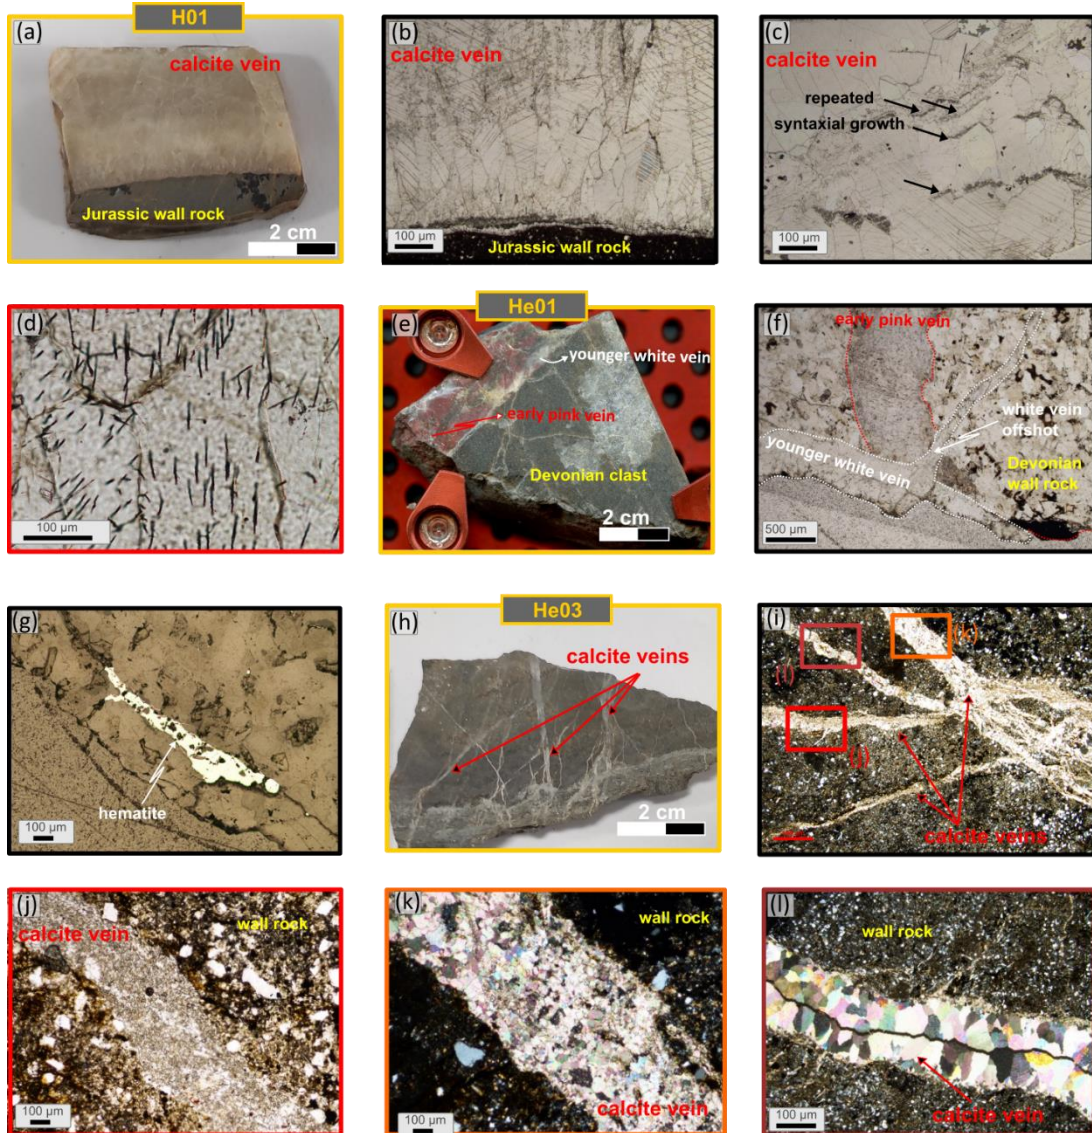 H01
(a)
calcite vein
Jurassic wall rock
2 cm
(b)
calcite vein
100 µm
Jurassic wall rock
(c)
calcite vein
repeated
syntaxial growth
100 µm
(d)
100 µm
He01
(e)
younger white vein
early pink vein
Devonian clast
2 cm
(f)
early pink vein
white vein
offshot
younger white vein
Devonian
wall rock
500 µm
(g)
hematite
100 µm
He03
(h)
calcite veins
2 cm
(i)
(k)
(l)
(j)
calcite veins
(j)
calcite vein
wall rock
100 µm
(k)
wall rock
calcite vein
100 µm
(l)
wall rock
calcite vein
100 µm